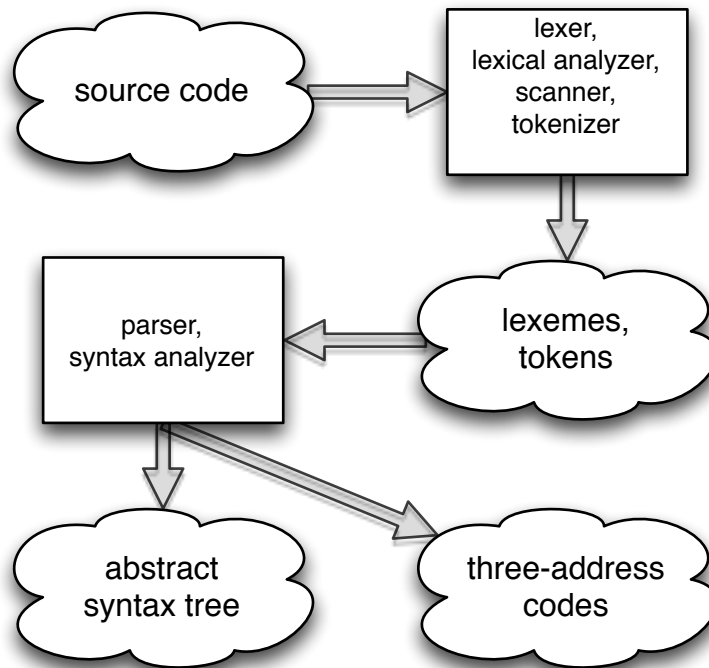 source code
lexer,
lexical analyzer,
scanner,
tokenizer
parser,
syntax analyzer
lexemes,
tokens
abstract
syntax tree
three-address
codes